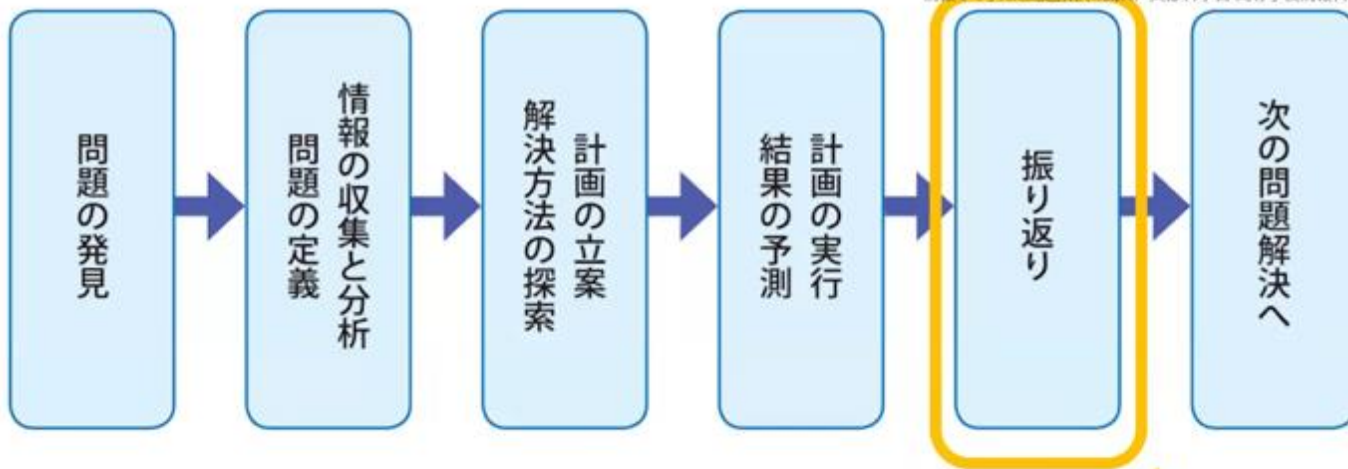 問題の発見
情報の収集と分析
問題の定義
計画の立案
解決方法の探索
計画の実行
結果の予測
振り返り
次の問題解決へ